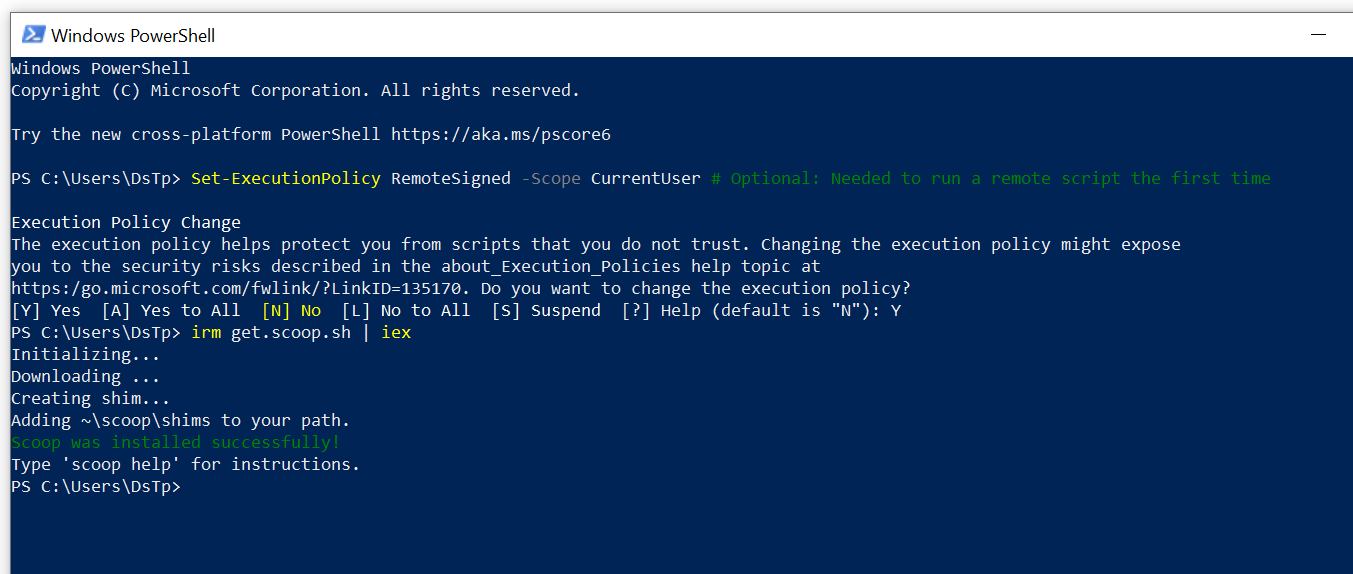 Windows PowerShell
Windows PowerShell
Copyright (C) Microsoft Corporation. All rights reserved.
Try the new cross-platform PowerShell https://aka.ms/pscore6
PS C:\Users\DsTp> Set-ExecutionPolicy RemoteSigned -Scope CurrentUser # Optional: Needed to run a remote script the first time
Execution Policy Change
The execution policy helps protect you from scripts that you do not trust. Changing the execution policy might expose
you to the security risks described in the about_Execution_Policies help topic at
https:/go.microsoft.com/fwlink/?LinkID=135170. Do you want to change the execution policy?
[Y] Yes  [A] Yes to All  [N] No  [L] No to All  [S] Suspend  [?] Help (default is "N"): Y
PS C:\Users\DsTp> irm get.scoop.sh | iex
Initializing...
Downloading ...
Creating shim...
Adding ~\scoop\shims to your path.
Scoop was installed successfully!
Type 'scoop help' for instructions.
PS C:\Users\DsTp>